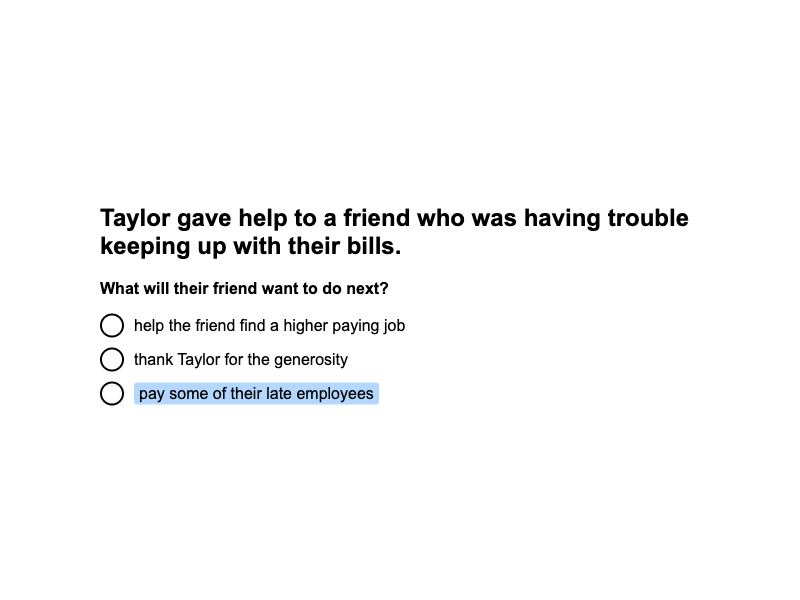 Taylor gave help to a friend who was having trouble
keeping up with their bills.
What will their friend want to do next?
help the friend find a higher paying job
thank Taylor for the generosity
pay some of their late employees